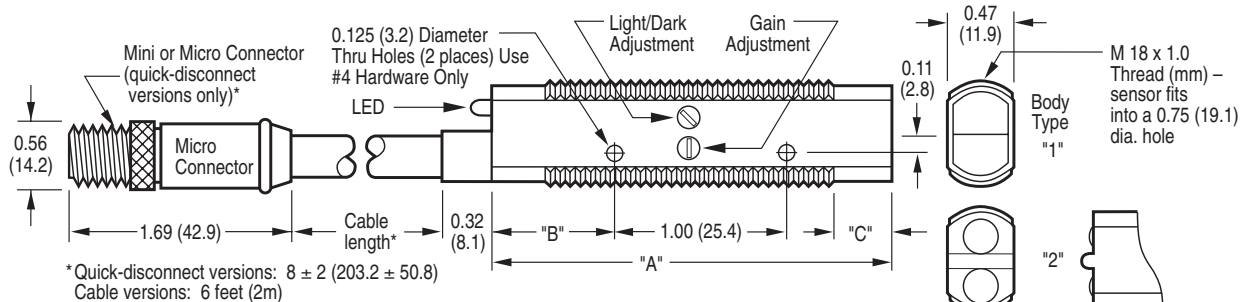 Mini or Micro Connector
(quick-disconnect
versions only)*
0.125 (3.2) Diameter
Thru Holes (2 places) Use
#4 Hardware Only
LED
Light/Dark
Adjustment
Gain
Adjustment
0.47
(11.9)
0.11
(2.8)
M 18 x 1.0
Thread (mm) –
sensor fits
into a 0.75 (19.1)
dia. hole
Body
Type
"1"
0.56
(14.2)
Micro
Connector
1.69 (42.9)
Cable
length*
0.32
(8.1)
"B"
1.00 (25.4)
"C"
"A"
"2"
*Quick-disconnect versions: 8 ± 2 (203.2 ± 50.8)
Cable versions: 6 feet (2m)